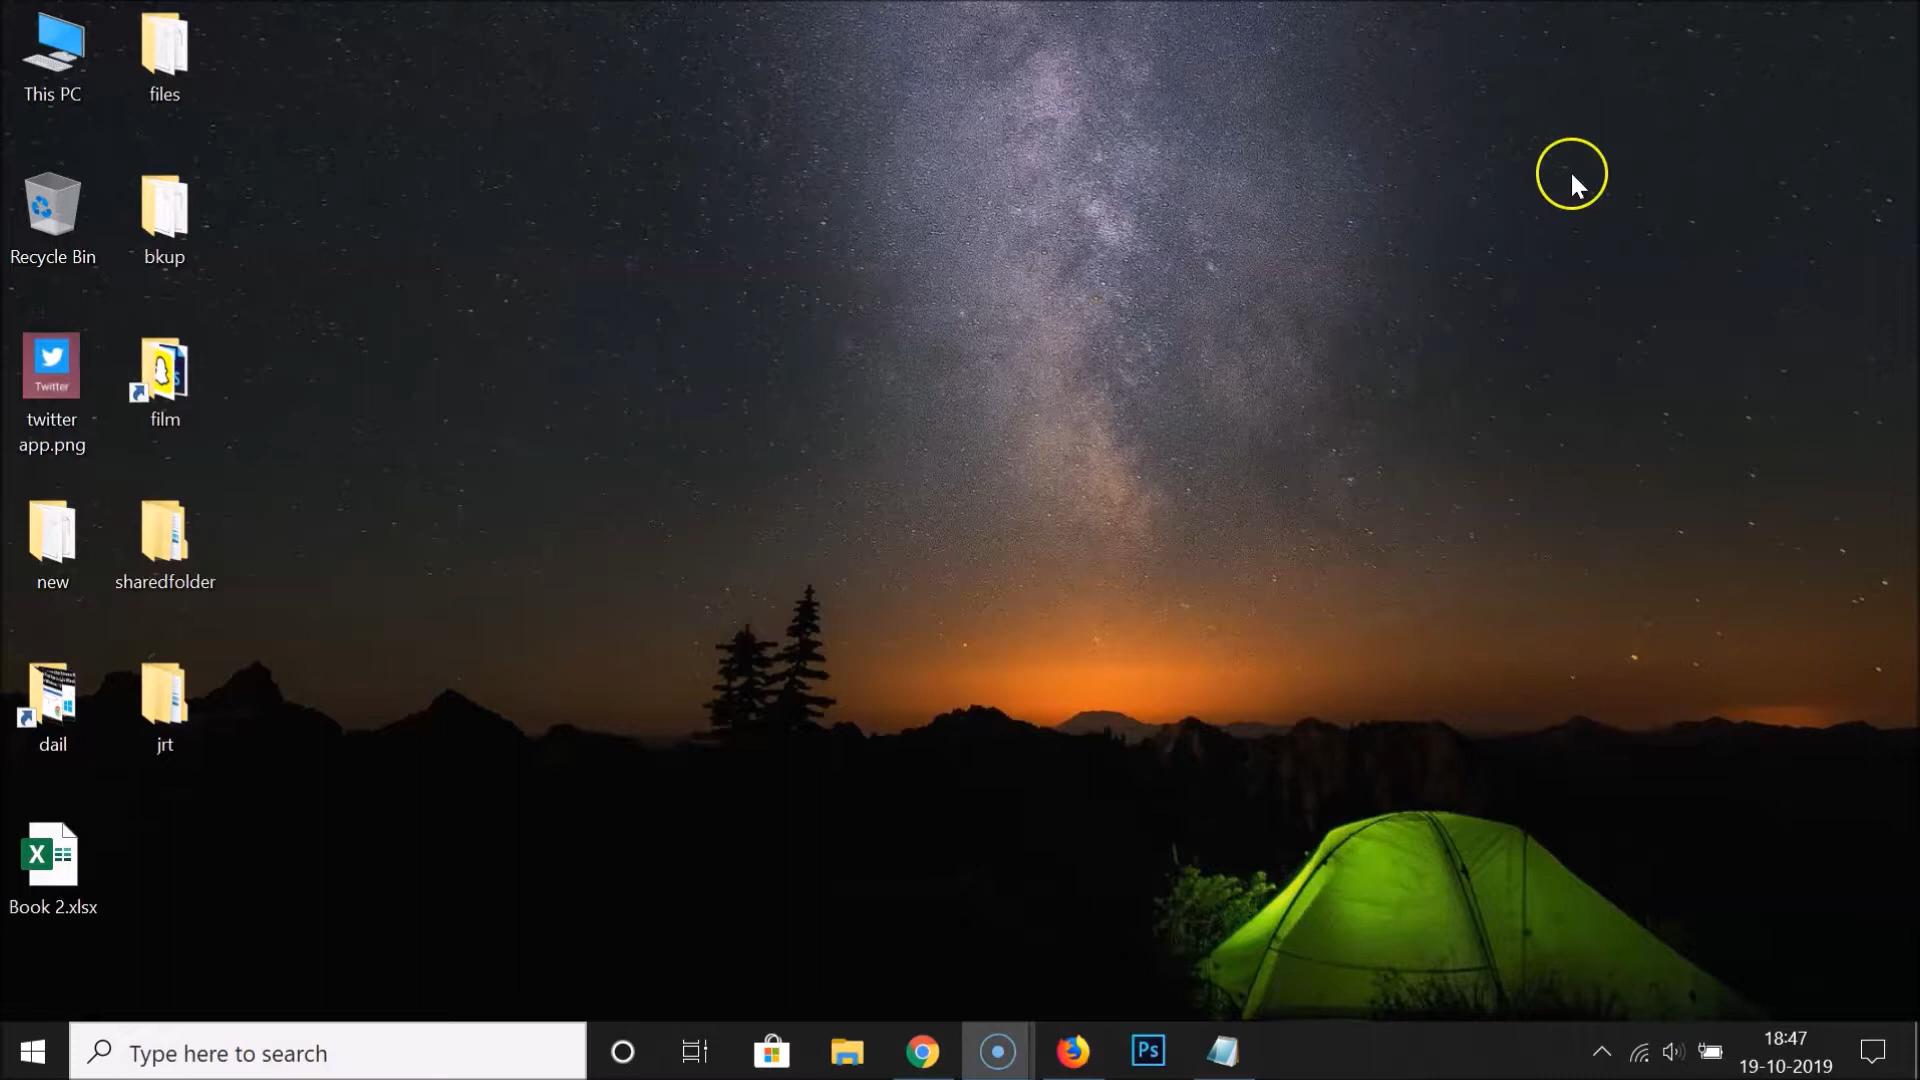 This PC
files
Recycle Bin
bkup
Twitter
twitter
app.png
film
new
sharedfolder
dail
jrt
X
Book 2.xlsx
Type here to search
Ps
18:47
19-10-2019